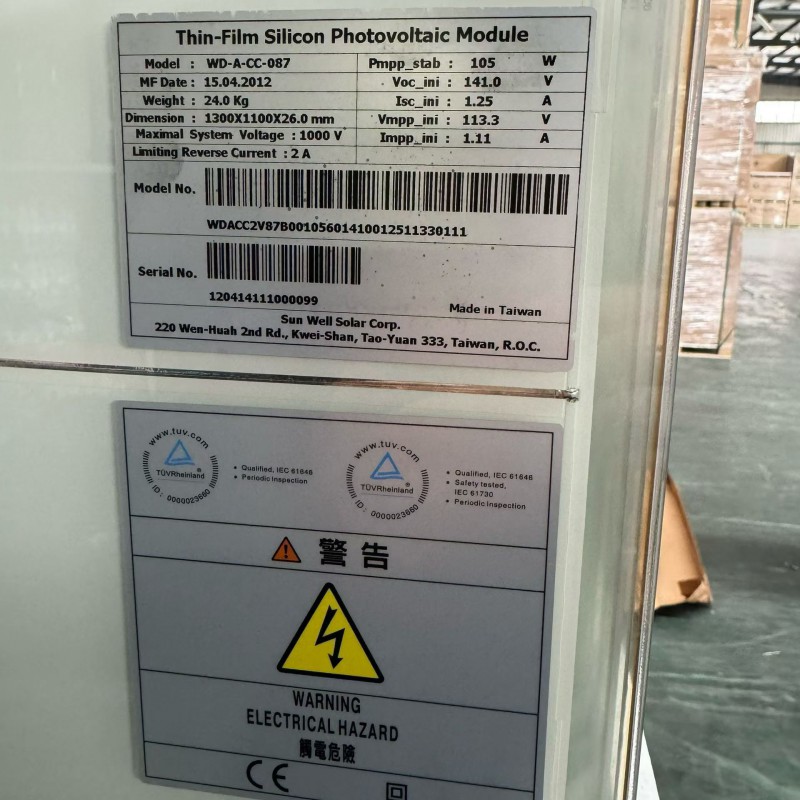 Thin-Film Silicon Photovoltaic Module
Model : WD-A-CC-087 Pmpp_stab : 105 W
MF Date : 15.04.2012 Voc_ini : 141.0 V
Weight : 24.0 Kg Isc_ini : 1.25 A
Dimension : 1300X1100X26.0 mm Vmpp_ini : 113.3 V
Maximal System Voltage : 1000 V Impp_ini : 1.11 A
Limiting Reverse Current : 2 A
Model No.
WDACC2V87B00105601410012511330111
Serial No.
120414111000099
Made in Taiwan
Sun Well Solar Corp.
220 Wen-Huah 2nd Rd., Kwei-Shan, Tao-Yuan 333, Taiwan, R.O.C.
www.tuv.com
TÜVRheinland®
ID: 0000023660
• Qualified, IEC 61646
• Periodic Inspection
www.tuv.com
TÜVRheinland®
ID: 0000023660
• Qualified, IEC 61646
• Safety tested,
IEC 61730
• Periodic Inspection
警告
WARNING
ELECTRICAL HAZARD
觸電危險
CE